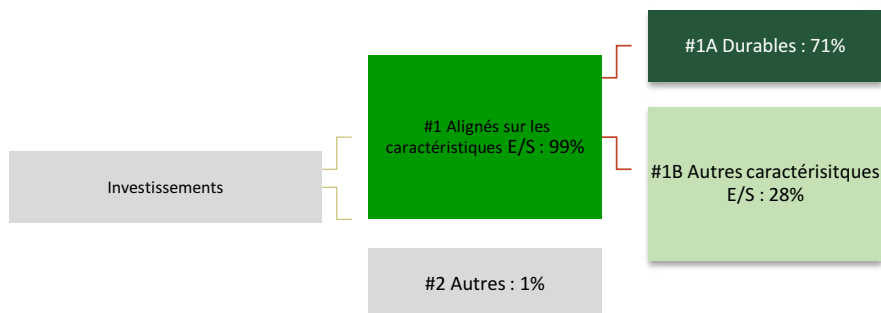 Investissements
#1 Alignés sur les
caractéristiques E/S : 99%
#2 Autres : 1%
#1A Durables : 71%
#1B Autres caractérisitques
E/S : 28%